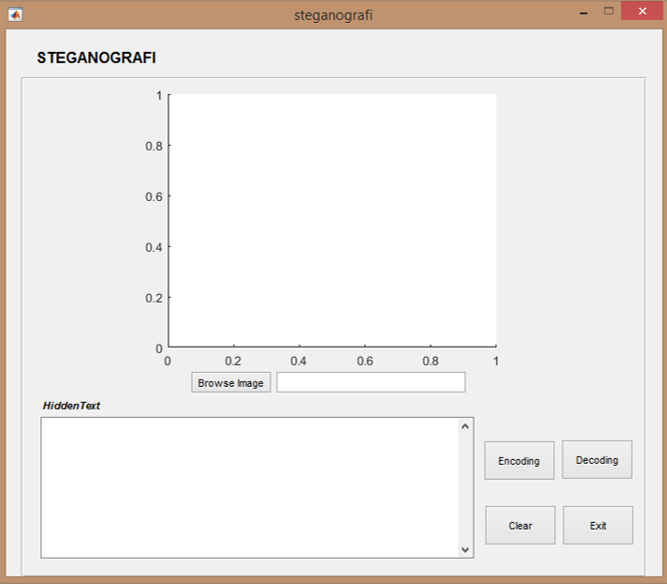 steganografi
STEGANOGRAFI
1
0.8
0.6
0.4
0.2
0
0 0.2 0.4 0.6 0.8 1
Browse Image
HiddenText
Encoding Decoding
Clear Exit